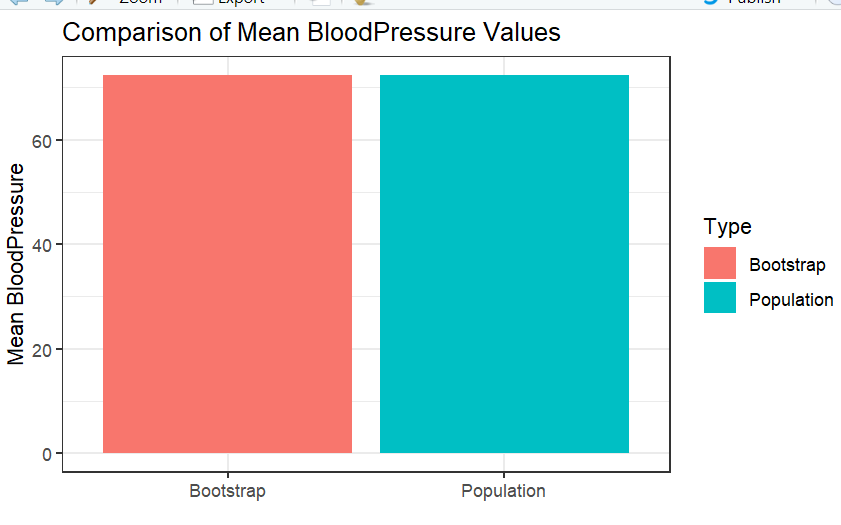 Zoom Export Publish
Comparison of Mean BloodPressure Values
Mean BloodPressure
60
40
20
0
Bootstrap Population
Type
Bootstrap
Population